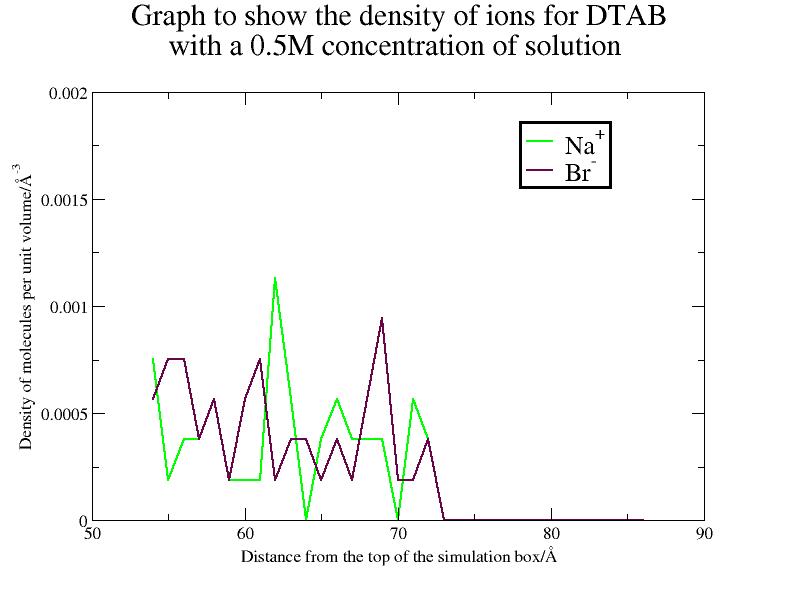 Graph to show the density of ions for DTAB
with a 0.5M concentration of solution
0.002
0.0015
0.001
0.0005
0
Density of molecules per unit volume/Å⁻³
Na⁺
Br⁻
50
60
70
80
90
Distance from the top of the simulation box/Å